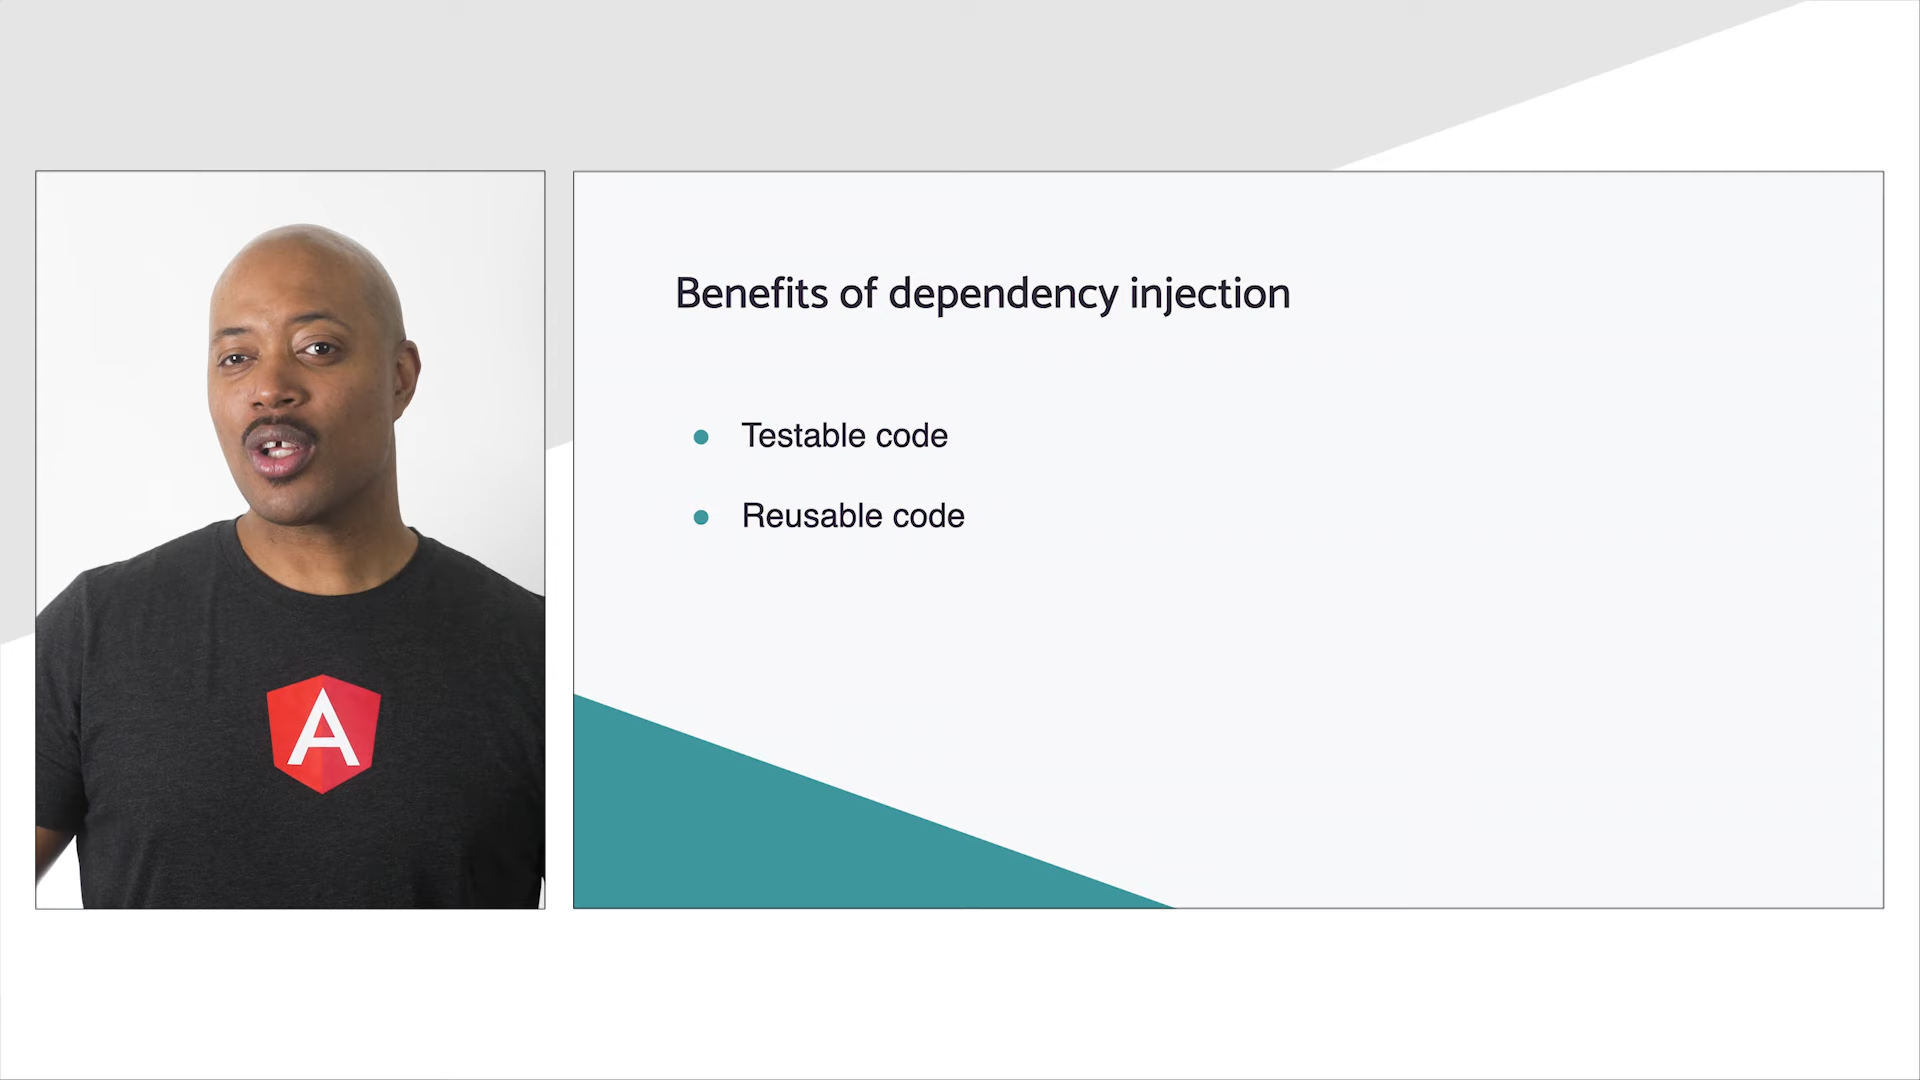 Benefits of dependency injection
Testable code
Reusable code
A